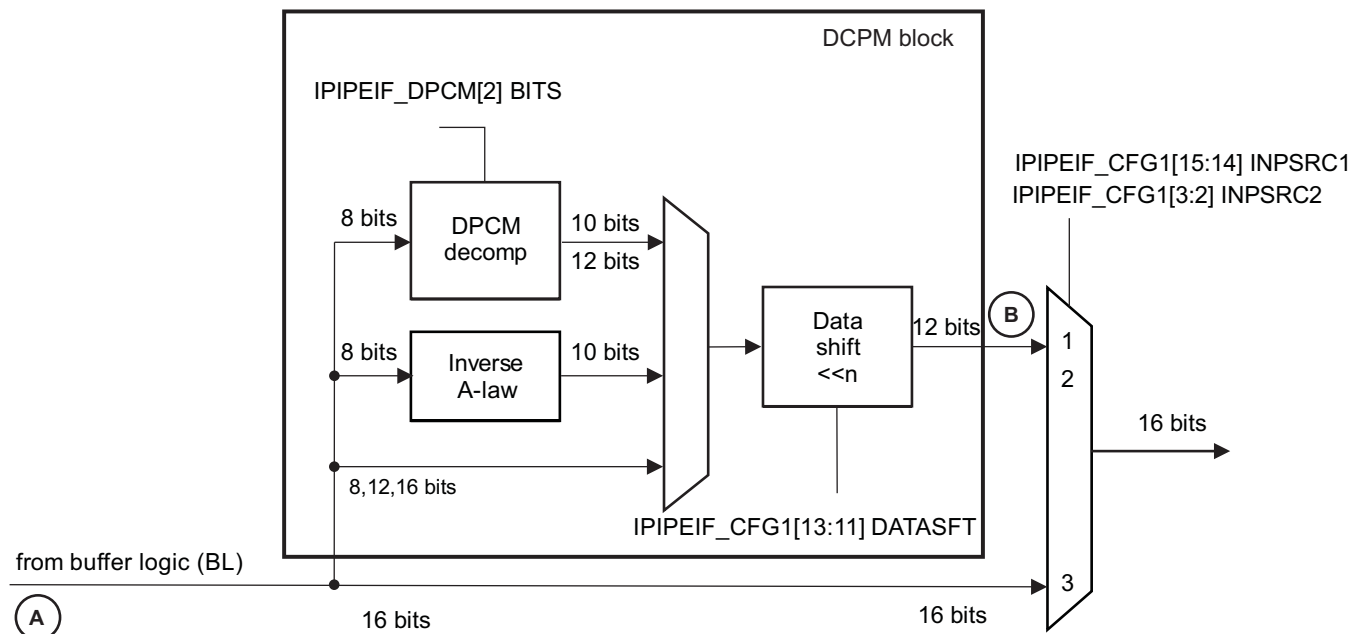 DCPM block
IPIPEIF_DPCM[2] BITS
IPIPEIF_CFG1[15:14] INPSRC1
IPIPEIF_CFG1[3:2] INPSRC2
8 bits
DPCM
decomp
10 bits
12 bits
8 bits
Inverse
A-law
10 bits
8,12,16 bits
Data
shift
<<n
12 bits
B
1
2
3
16 bits
IPIPEIF_CFG1[13:11] DATASFT
from buffer logic (BL)
A
16 bits
16 bits